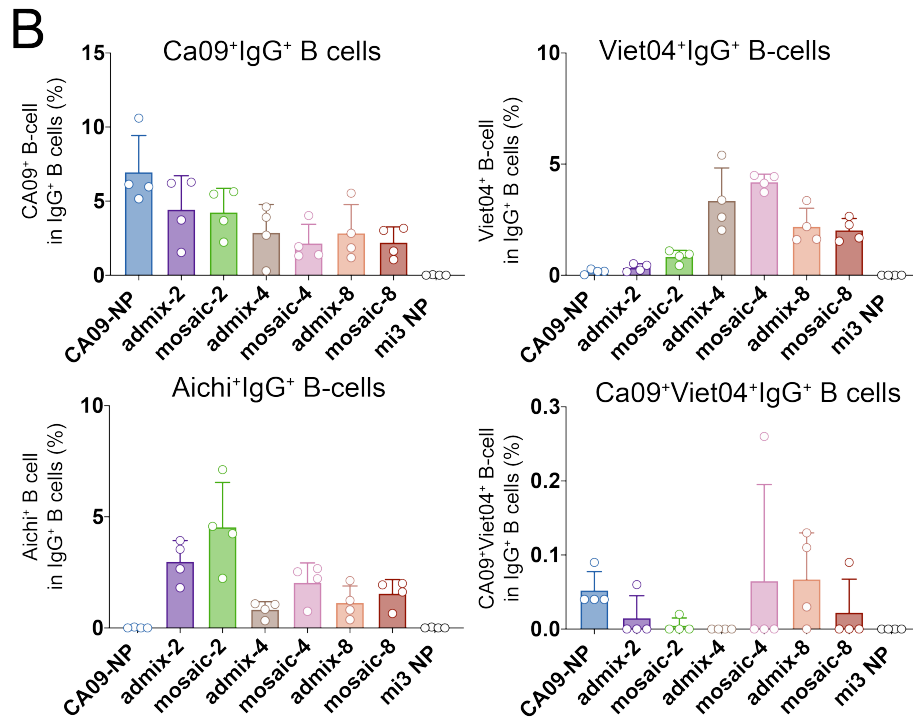 B
Ca09⁺IgG⁺ B cells
CA09⁺ B-cell
in IgG⁺ B cells (%)
15
10
5
0
CA09-NP
admix-2
mosaic-2
admix-4
mosaic-4
admix-8
mosaic-8
mi3 NP
Viet04⁺IgG⁺ B-cells
Viet04⁺ B-cell
in IgG⁺ B cells (%)
10
5
0
CA09-NP
admix-2
mosaic-2
admix-4
mosaic-4
admix-8
mosaic-8
mi3 NP
Aichi⁺IgG⁺ B-cells
Aichi⁺ B cell
in IgG⁺ B cells (%)
10
5
0
CA09-NP
admix-2
mosaic-2
admix-4
mosaic-4
admix-8
mosaic-8
mi3 NP
Ca09⁺Viet04⁺IgG⁺ B cells
CA09⁺Viet04⁺ B-cell
in IgG⁺ B cells (%)
0.3
0.2
0.1
0.0
CA09-NP
admix-2
mosaic-2
admix-4
mosaic-4
admix-8
mosaic-8
mi3 NP